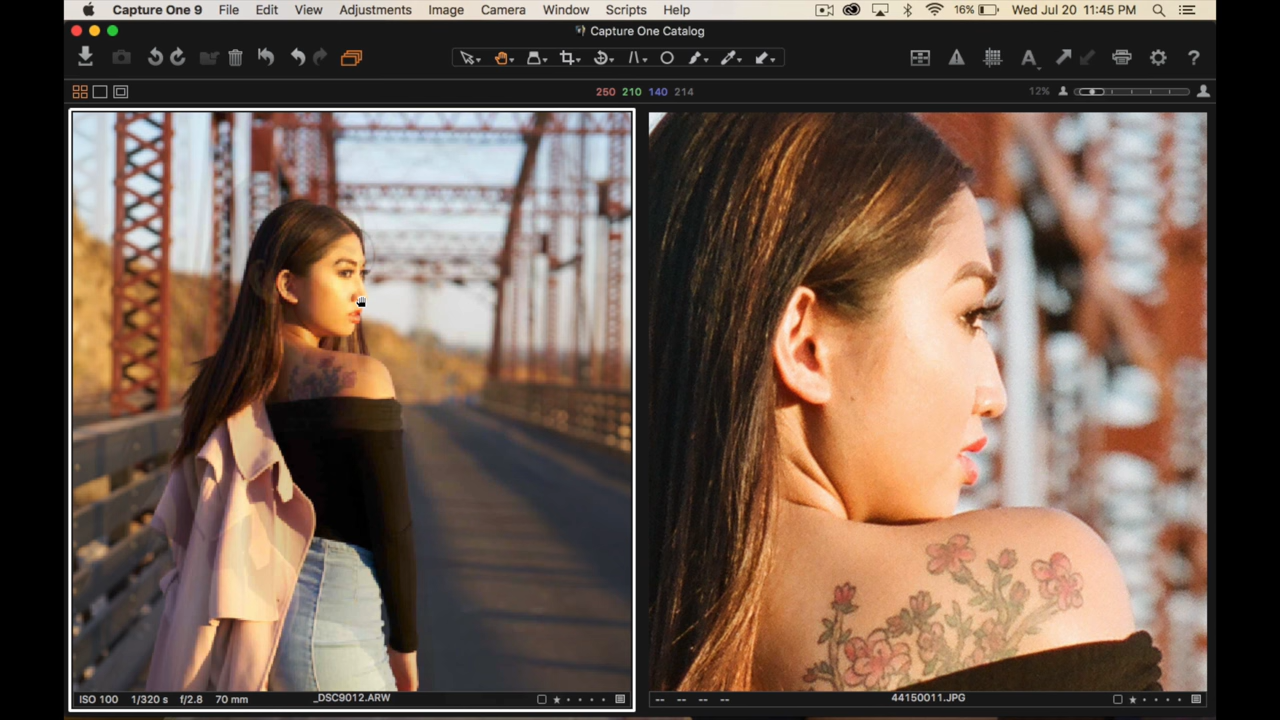 Capture One 9 File Edit View Adjustments Image Camera Window Scripts Help 16% Wed Jul 20 11:45 PM
Capture One Catalog
A ?
250 210 140 214 12%
ISO 100 1/320 s f/2.8 70 mm _DSC9012.ARW
-- -- -- -- 44150011.JPG